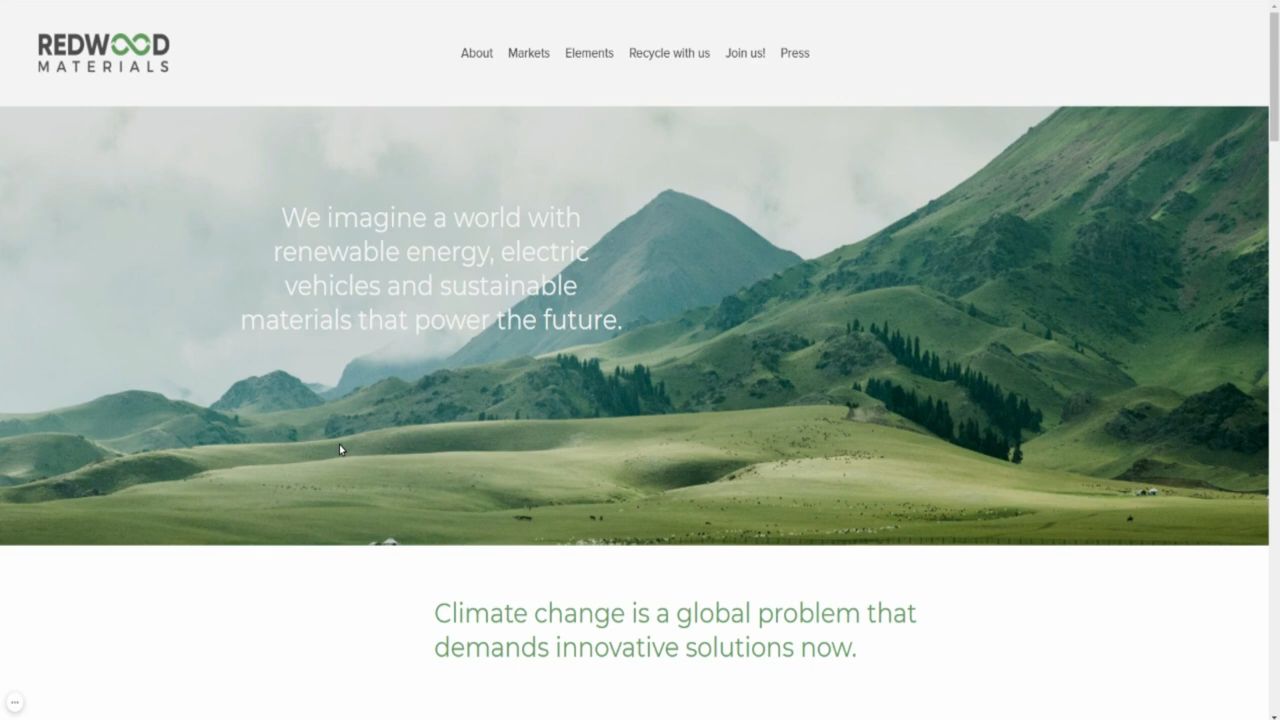 REDWOOD
MATERIALS
About Markets Elements Recycle with us Join us! Press
We imagine a world with
renewable energy, electric
vehicles and sustainable
materials that power the future.
Climate change is a global problem that
demands innovative solutions now.